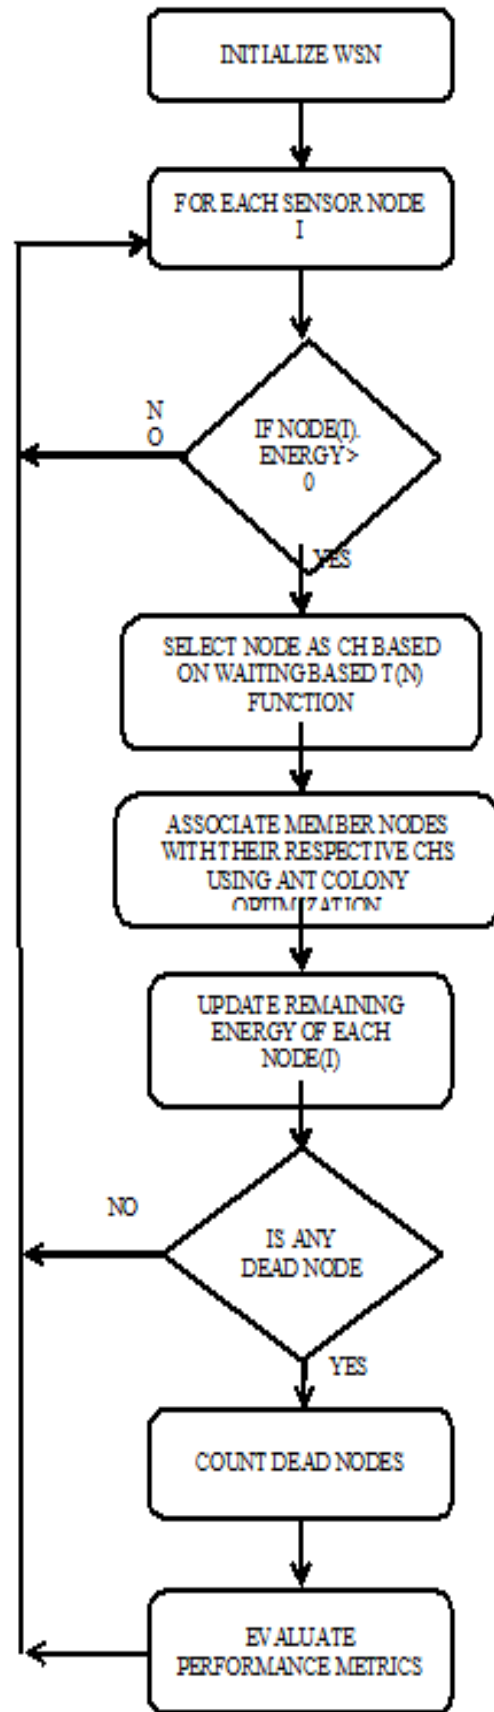 INITIALIZE WSN
FOR EACH SENSOR NODE
I
N
O
IF NODE(I).
ENERGY >
0
YES
SELECT NODE AS CH BASED
ON WAITING BASED T(N)
FUNCTION
ASSOCIATE MEMBER NODES
WITH THEIR RESPECTIVE CHS
USING ANT COLONY
OPTIMIZATION
UPDATE REMAINING
ENERGY OF EACH
NODE(I)
NO
IS ANY
DEAD NODE
YES
COUNT DEAD NODES
EVALUATE
PERFORMANCE METRICS